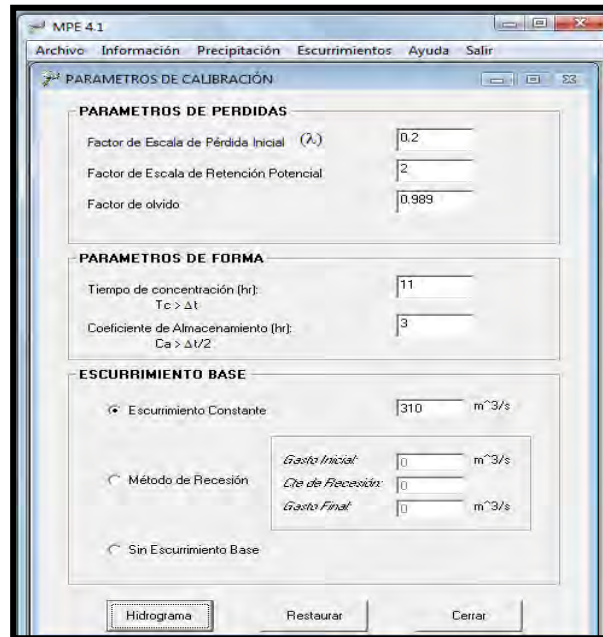 MPE 4.1
Archivo Información Precipitación Escurrimientos Ayuda Salir
PARAMETROS DE CALIBRACIÓN
PARAMETROS DE PERDIDAS
Factor de Escala de Pérdida Inicial (λ) 0.2
Factor de Escala de Retención Potencial 2
Factor de olvido 0.989
PARAMETROS DE FORMA
Tiempo de concentración (hr): 11
Tc > Δt
Coeficiente de Almacenamiento (hr): 3
Ca > Δt/2
ESCURRIMIENTO BASE
Escurrimiento Constante 310 m^3/s
Gasto Inicial: 0 m^3/s
Método de Recesión Cte de Recesión: 0
Gasto Final: 0 m^3/s
Sin Escurrimiento Base
Hidrograma Restaurar Cerrar